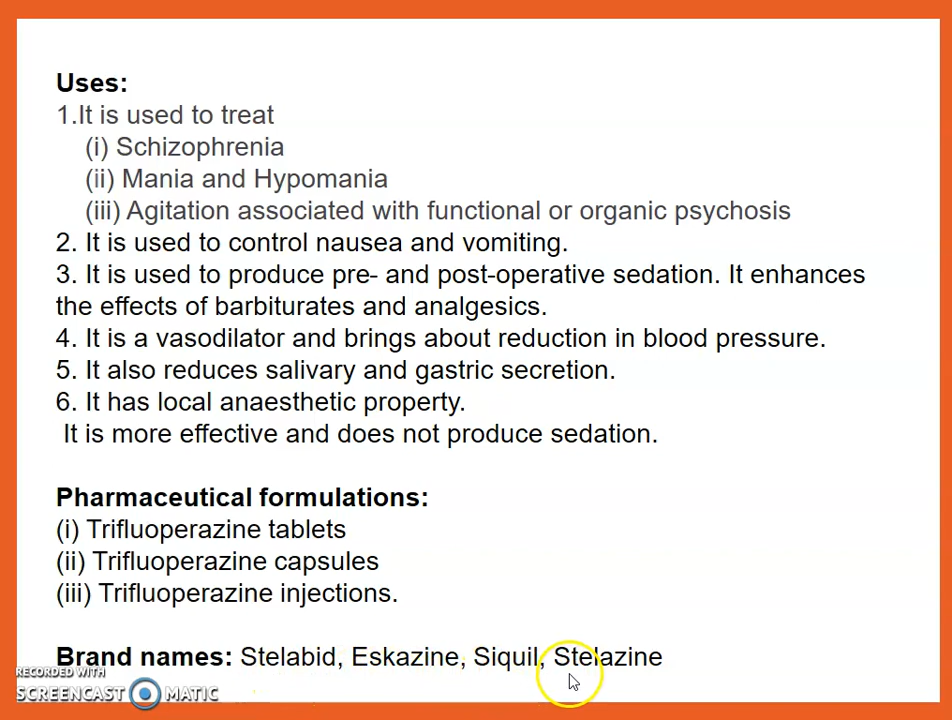 Uses:
1.It is used to treat
(i) Schizophrenia
(ii) Mania and Hypomania
(iii) Agitation associated with functional or organic psychosis
2. It is used to control nausea and vomiting.
3. It is used to produce pre- and post-operative sedation. It enhances
the effects of barbiturates and analgesics.
4. It is a vasodilator and brings about reduction in blood pressure.
5. It also reduces salivary and gastric secretion.
6. It has local anaesthetic property.
It is more effective and does not produce sedation.
Pharmaceutical formulations:
(i) Trifluoperazine tablets
(ii) Trifluoperazine capsules
(iii) Trifluoperazine injections.
Brand names: Stelabid, Eskazine, Siquil, Stelazine
RECORDED WITH
SCREENCAST MATIC